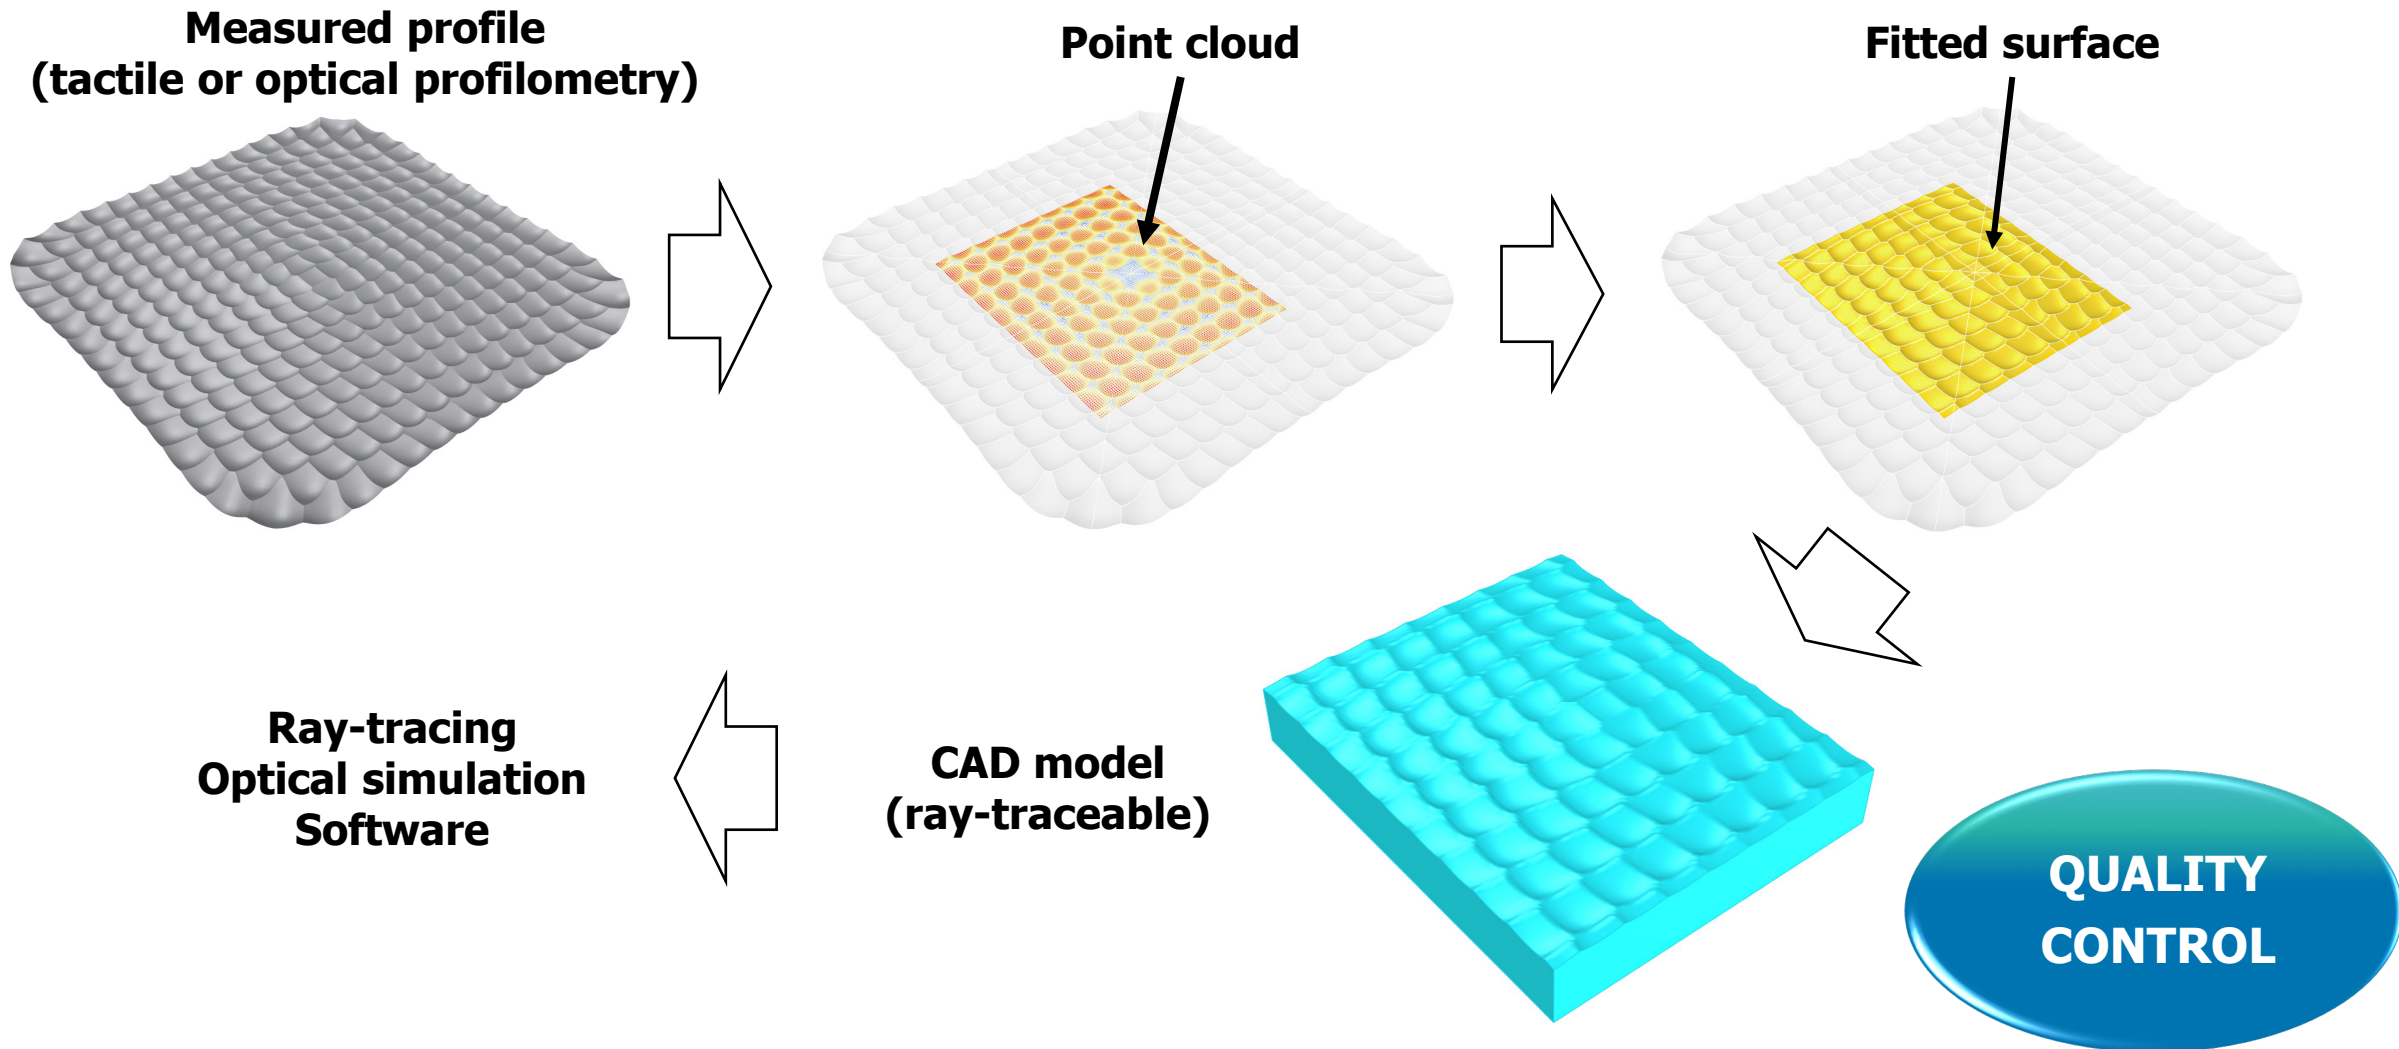 Measured profile
(tactile or optical profilometry)
Point cloud
Fitted surface
Ray-tracing
Optical simulation
Software
CAD model
(ray-traceable)
QUALITY
CONTROL